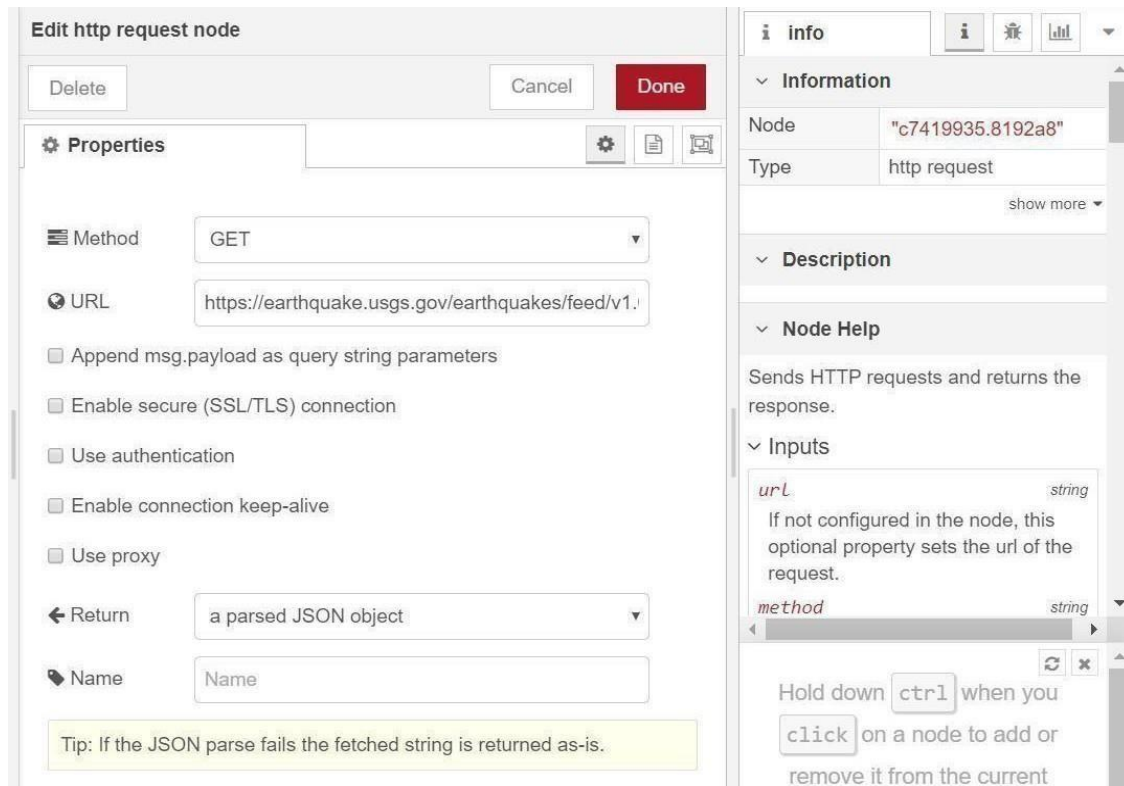 Edit http request node
Delete
Cancel
Done
Properties
Method
GET
URL
https://earthquake.usgs.gov/earthquakes/feed/v1.
Append msg.payload as query string parameters
Enable secure (SSL/TLS) connection
Use authentication
Enable connection keep-alive
Use proxy
Return
a parsed JSON object
Name
Name
Tip: If the JSON parse fails the fetched string is returned as-is.
i info
i
Information
Node
"c7419935.8192a8"
Type
http request
show more
Description
Node Help
Sends HTTP requests and returns the
response.
Inputs
url
string
If not configured in the node, this
optional property sets the url of the
request.
method
string
Hold down ctrl when you
click on a node to add or
remove it from the current